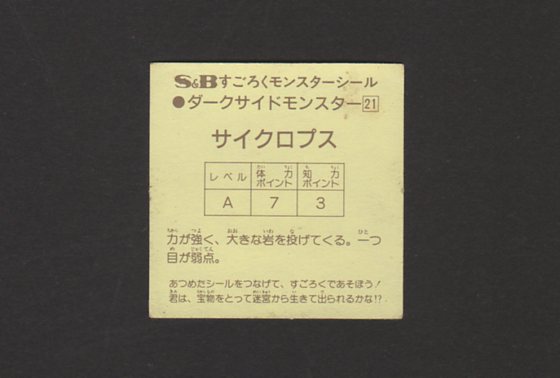 S&Bすごろくモンスターシール
●ダークサイドモンスター21
サイクロプス
レベル 体力ポイント 知力ポイント
A 7 3
力が強く、大きな岩を投げてくる。一つ
目が弱点。
あつめたシールをつなげて、すごろくであそぼう!
君は、宝物をとって迷宮から生きて出られるかな!?